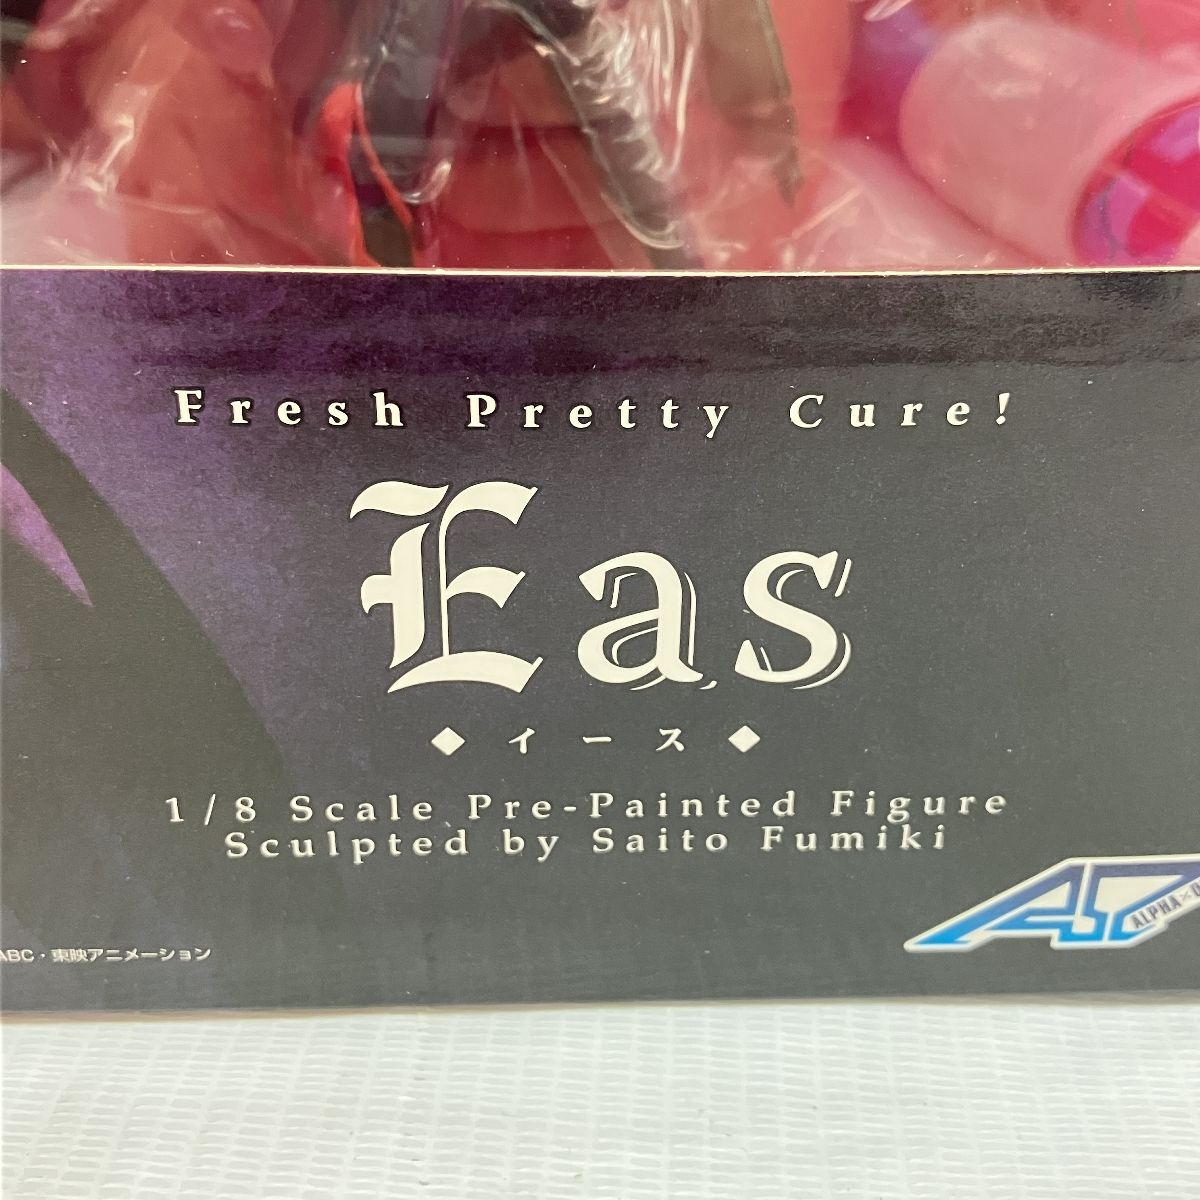 Fresh Pretty Cure!
Eas
◆イース◆
1/8 Scale Pre-Painted Figure
Sculpted by Saito Fumiki
ALPHA×
ABC・東映アニメーション